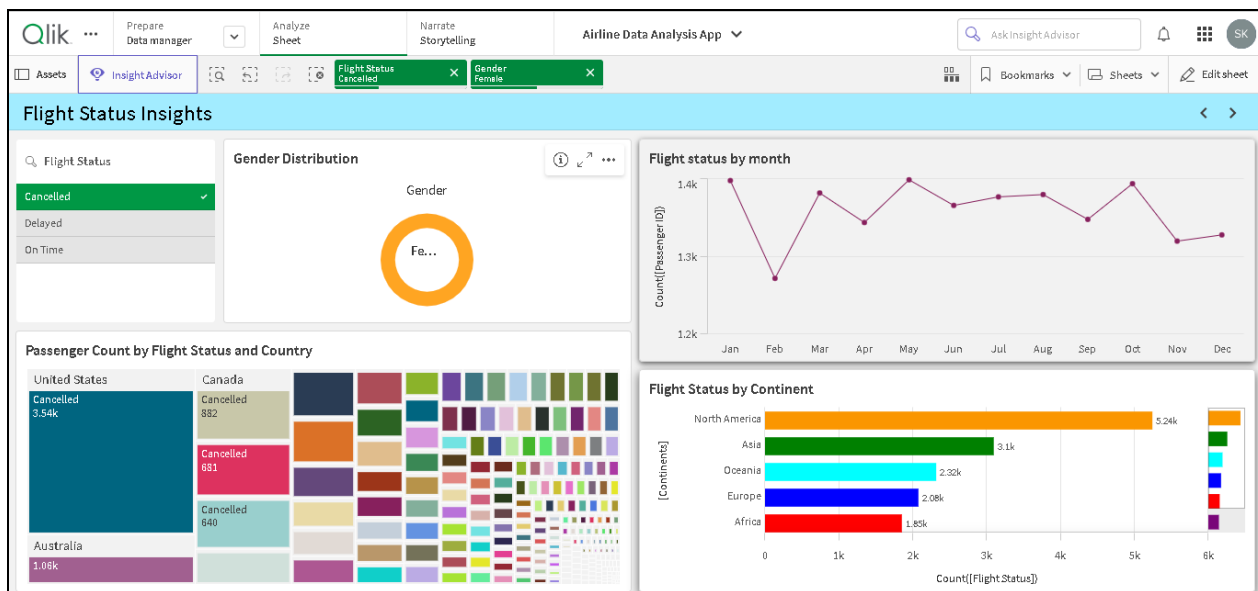 Qlik
Prepare
Data manager
Analyze
Sheet
Narrate
Storytelling
Airline Data Analysis App
Ask Insight Advisor
SK
Assets
Insight Advisor
Flight Status
Cancelled
Gender
Female
Bookmarks
Sheets
Edit sheet
Flight Status Insights
Flight Status
Cancelled
Delayed
On Time
Gender Distribution
Gender
Fe...
Flight status by month
Count([Passenger ID])
1.4k
1.3k
1.2k
Jan Feb Mar Apr May Jun Jul Aug Sep Oct Nov Dec
Passenger Count by Flight Status and Country
United States
Cancelled
3.54k
Australia
1.06k
Canada
Cancelled
882
Cancelled
681
Cancelled
640
Flight Status by Continent
[Continents]
North America 5.24k
Asia 3.1k
Oceania 2.32k
Europe 2.08k
Africa 1.85k
0 1k 2k 3k 4k 5k 6k
Count([Flight Status])